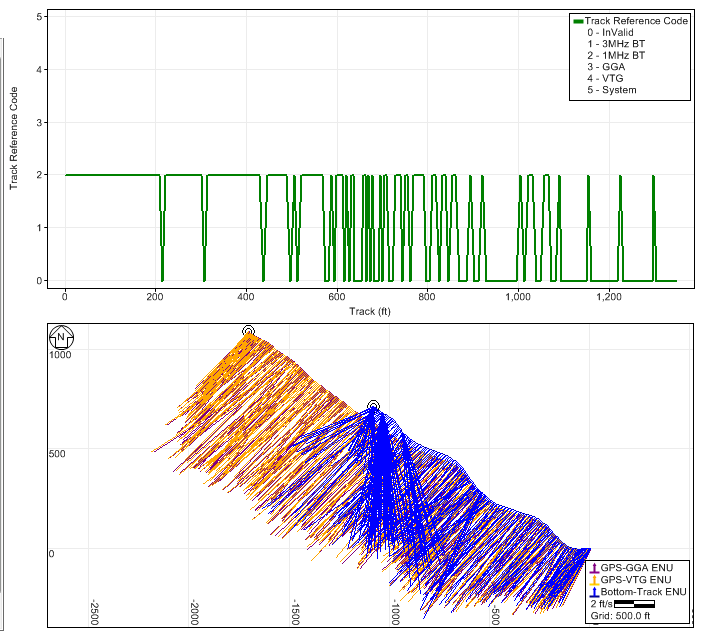 5
4
3
2
1
0
Track Reference Code
Track Reference Code
0 - InValid
1 - 3MHz BT
2 - 1MHz BT
3 - GGA
4 - VTG
5 - System
0 200 400 600 800 1,000 1,200
Track (ft)
N
1000
500
0
-2500 -2000 -1500 -1000 -500
GPS-GGA ENU
GPS-VTG ENU
Bottom-Track ENU
2 ft/s
Grid: 500.0 ft